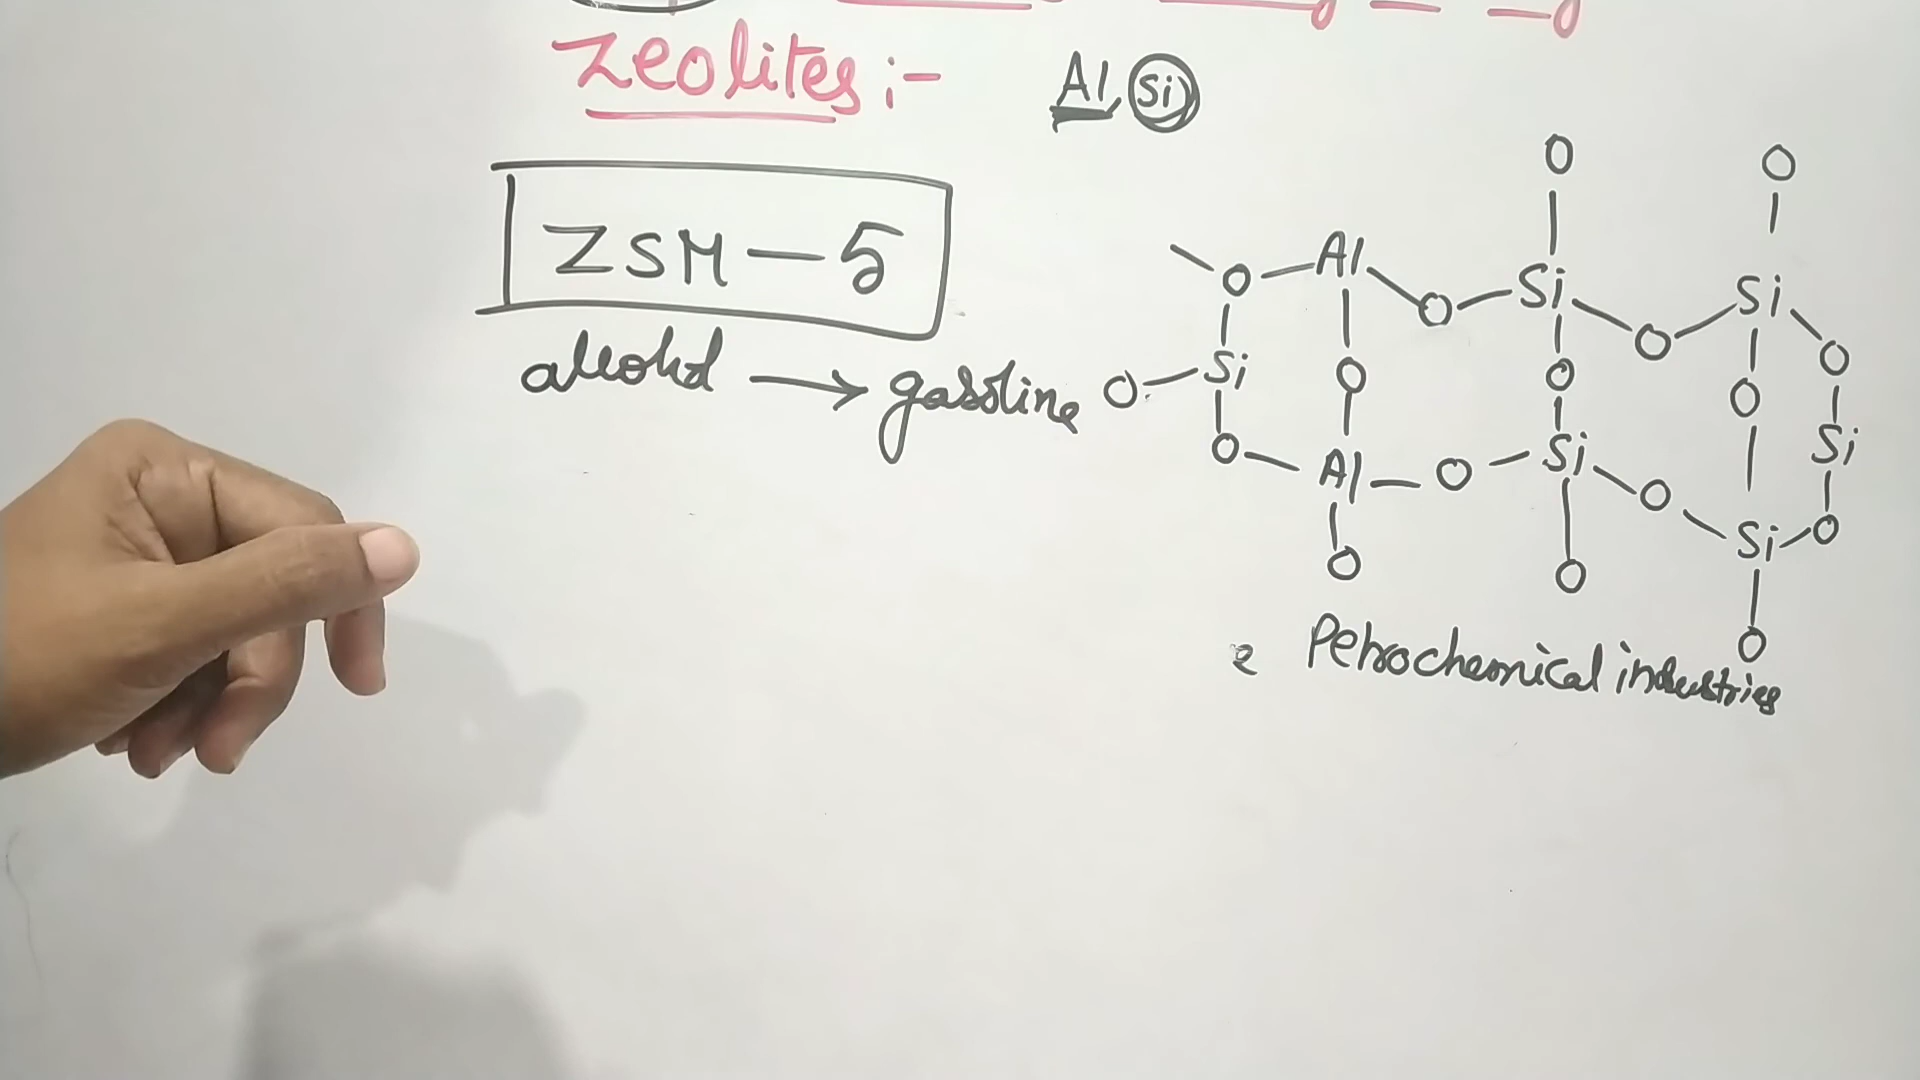 Zeolites :-
Al, Si
ZSM-5
alcohol → gasoline
O O
O Al O Si O Si O
Si
O O O O Si
O Al O Si O Si O
O O O
Petrochemical industries